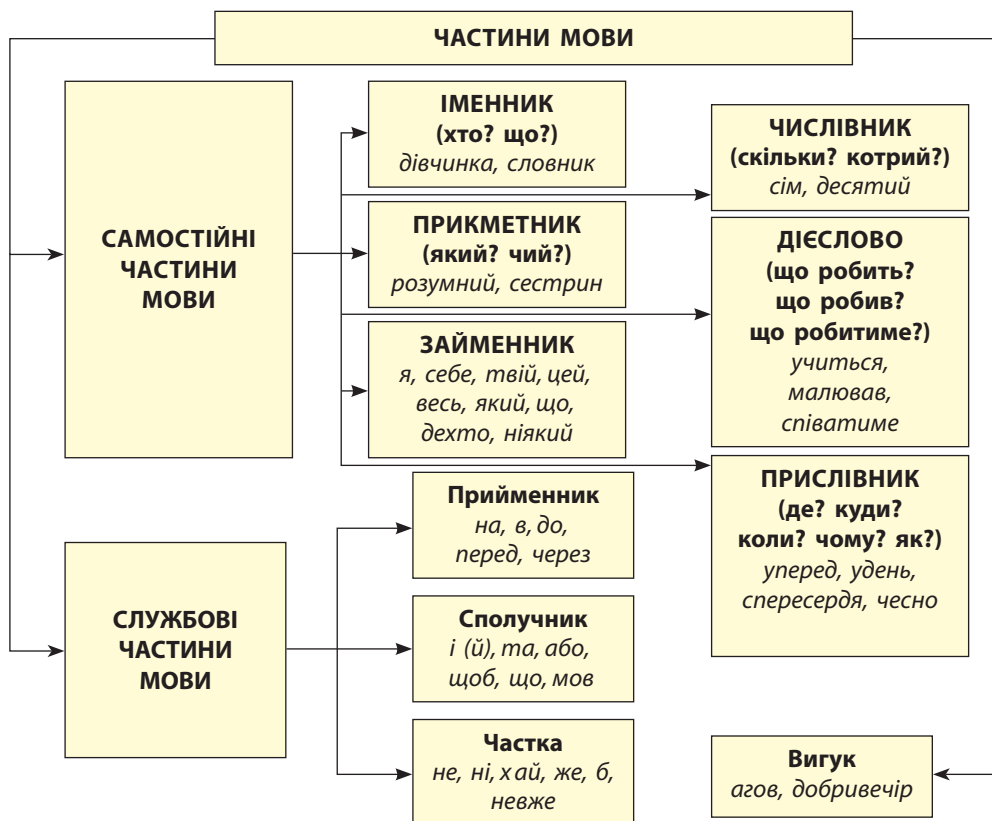 ЧАСТИНИ МОВИ
САМОСТІЙНІ
ЧАСТИНИ
МОВИ
ІМЕННИК
(хто? що?)
дівчинка, словник
ПРИКМЕТНИК
(який? чий?)
розумний, сестрин
ЗАЙМЕННИК
я, себе, твій, цей,
весь, який, що,
дехто, ніякий
ЧИСЛІВНИК
(скільки? котрий?)
сім, десятий
ДІЄСЛОВО
(що робить?
що робив?
що робитиме?)
учиться,
малював,
співатиме
ПРИСЛІВНИК
(де? куди?
коли? чому? як?)
уперед, удень,
спересердя, чесно
СЛУЖБОВІ
ЧАСТИНИ
МОВИ
Прийменник
на, в, до,
перед, через
Сполучник
і (й), та, або,
щоб, що, мов
Частка
не, ні, хай, же, б,
невже
Вигук
агов, добривечір